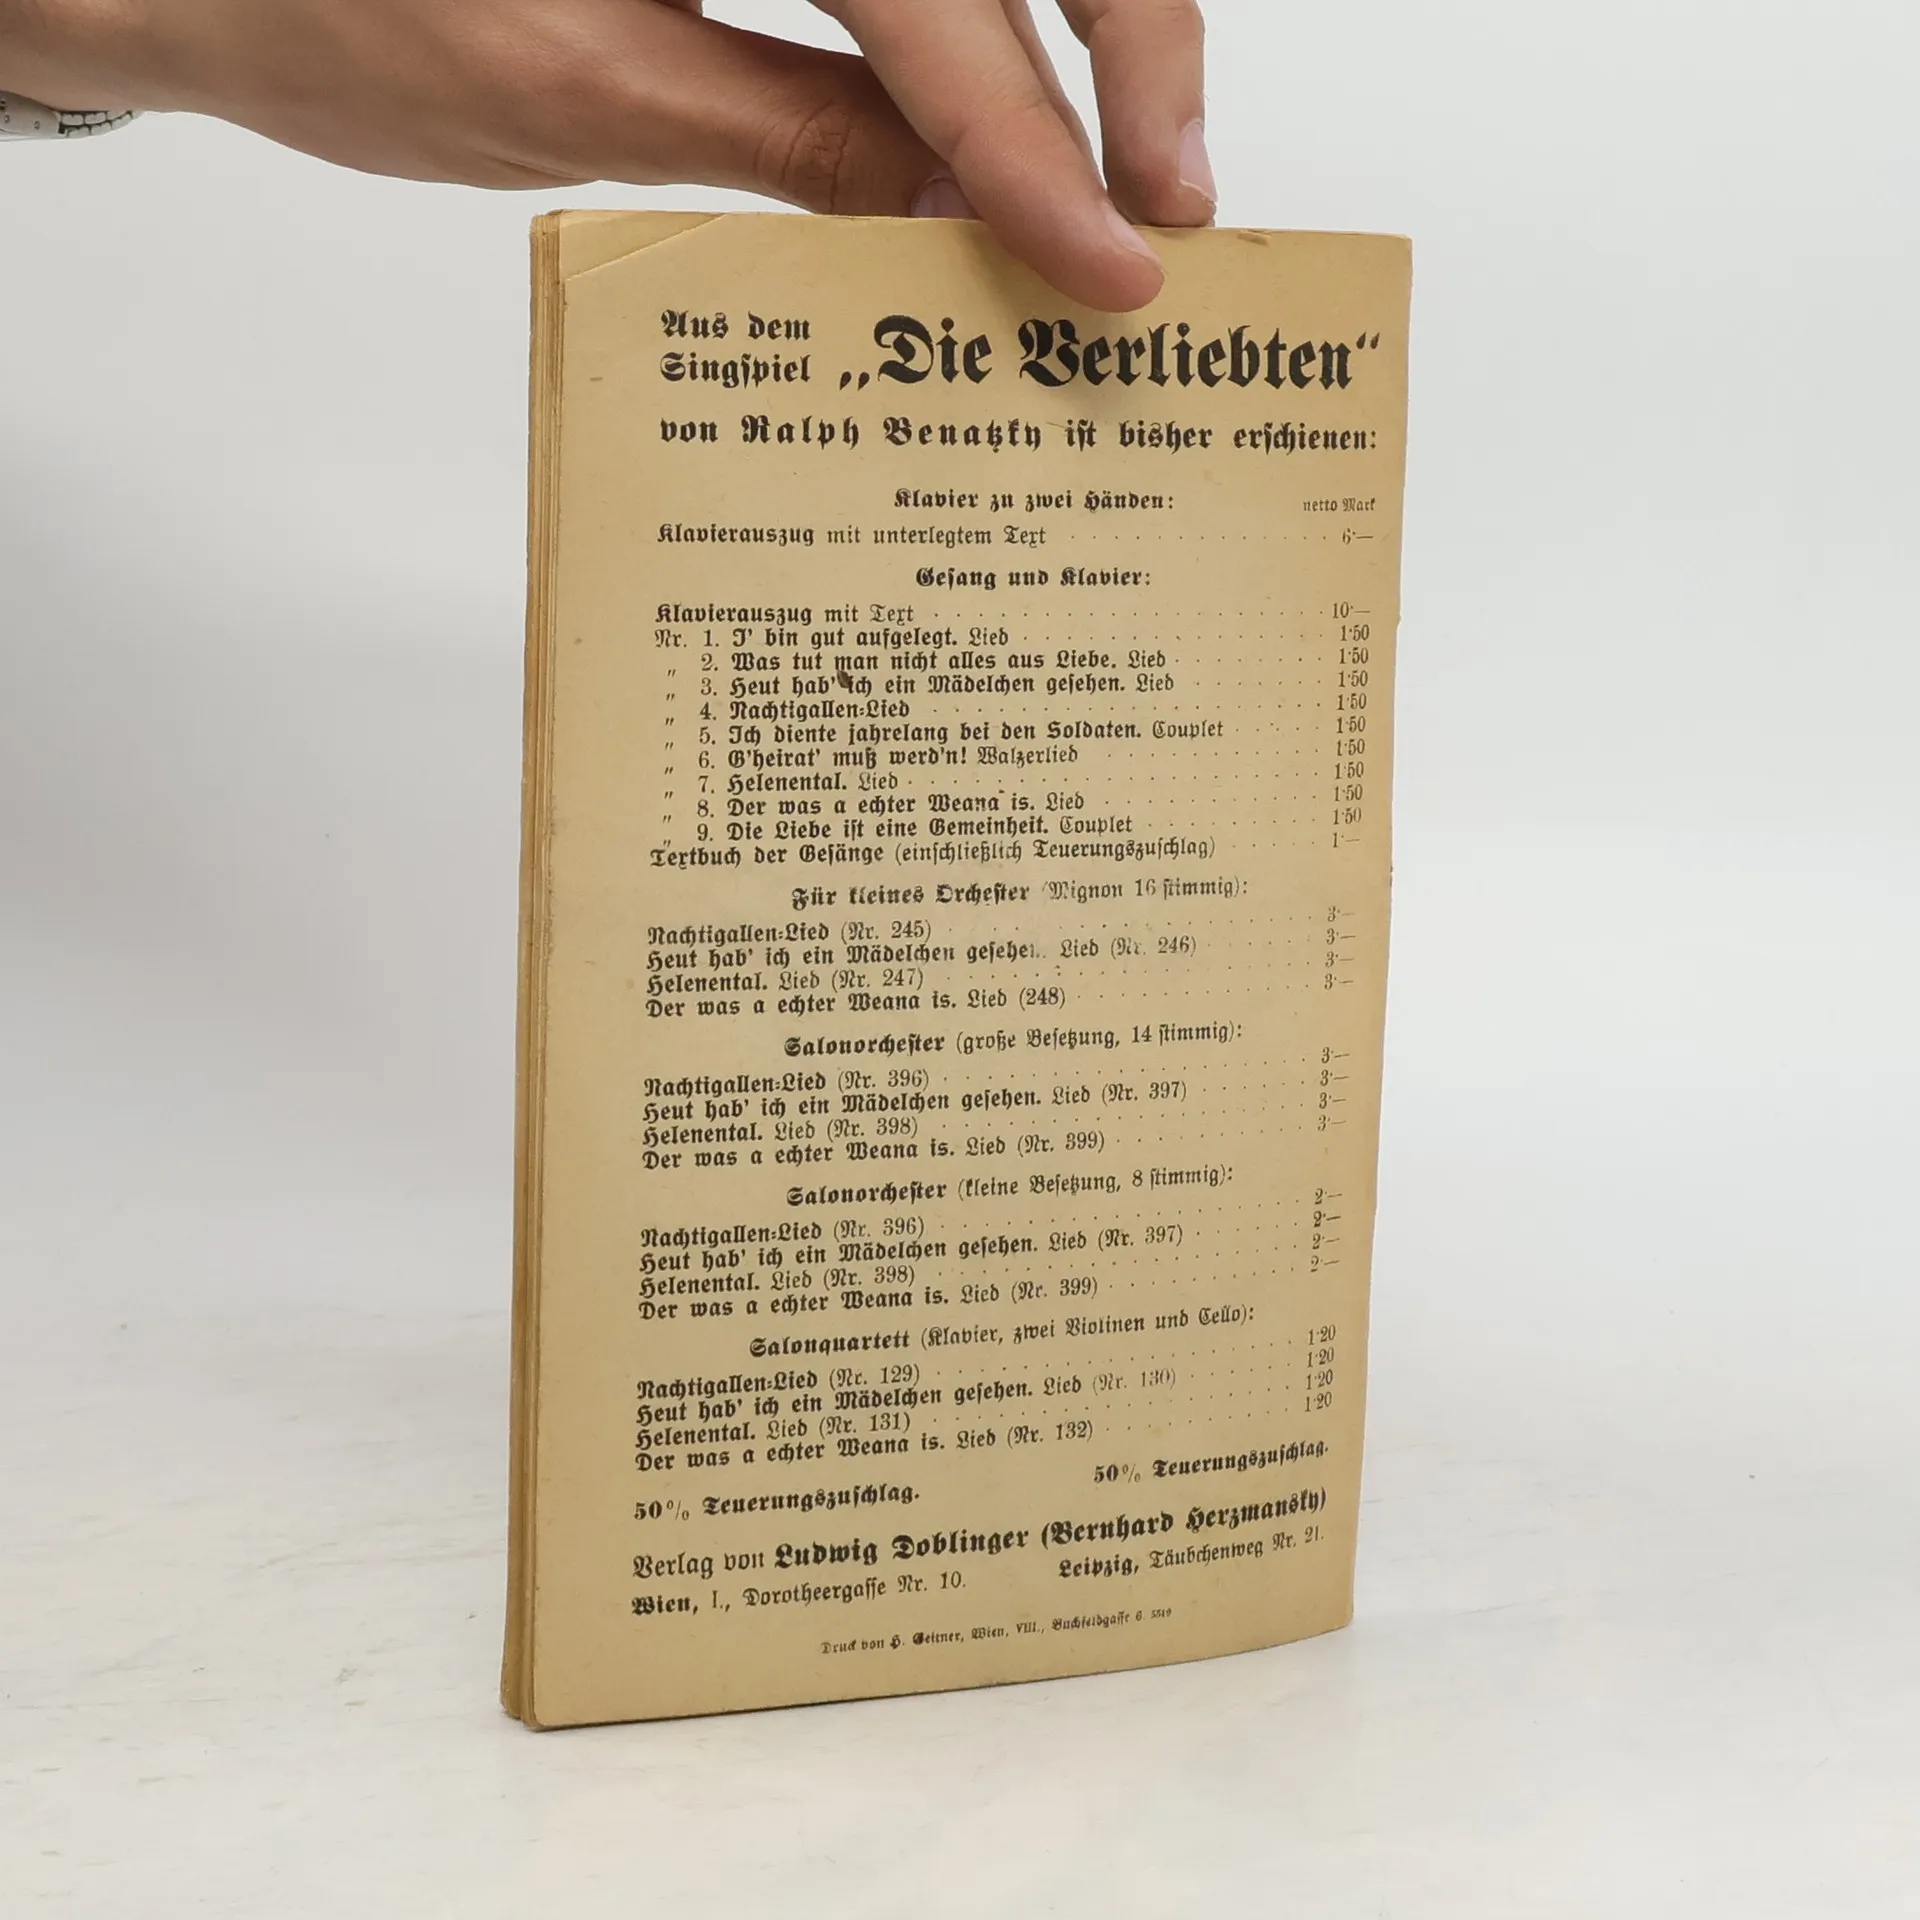 Aus dem
Singspiel „Die Verliebten“
von Ralph Benatzky ist bisher erschienen:
Klavier zu zwei Händen: netto Mark
Klavierauszug mit unterlegtem Text 6·—
Gesang und Klavier:
Klavierauszug mit Text 10·—
Nr. 1. I' bin gut aufgelegt. Lied 1·50
„ 2. Was tut man nicht alles aus Liebe. Lied 1·50
„ 3. Heut hab' ich ein Mädelchen gesehen. Lied 1·50
„ 4. Nachtigallen-Lied 1·50
„ 5. Ich diente jahrelang bei den Soldaten. Couplet 1·50
„ 6. G'heirat' muß werd'n! Walzerlied 1·50
„ 7. Helenental. Lied 1·50
„ 8. Der was a echter Weana is. Lied 1·50
„ 9. Die Liebe ist eine Gemeinheit. Couplet 1·50
Textbuch der Gesänge (einschließlich Teuerungszuschlag) 1·—
Für kleines Orchester (Mignon 16 stimmig):
Nachtigallen-Lied (Nr. 245) 3·—
Heut hab' ich ein Mädelchen gesehen. Lied (Nr. 246) 3·—
Helenental. Lied (Nr. 247) 3·—
Der was a echter Weana is. Lied (248) 3·—
Salonorchester (große Besetzung, 14 stimmig):
Nachtigallen-Lied (Nr. 396) 3·—
Heut hab' ich ein Mädelchen gesehen. Lied (Nr. 397) 3·—
Helenental. Lied (Nr. 398) 3·—
Der was a echter Weana is. Lied (Nr. 399) 3·—
Salonorchester (kleine Besetzung, 8 stimmig):
Nachtigallen-Lied (Nr. 396) 2·—
Heut hab' ich ein Mädelchen gesehen. Lied (Nr. 397) 2·—
Helenental. Lied (Nr. 398) 2·—
Der was a echter Weana is. Lied (Nr. 399) 2·—
Salonquartett (Klavier, zwei Violinen und Cello):
Nachtigallen-Lied (Nr. 129) 1·20
Heut hab' ich ein Mädelchen gesehen. Lied (Nr. 130) 1·20
Helenental. Lied (Nr. 131) 1·20
Der was a echter Weana is. Lied (Nr. 132) 1·20
50% Teuerungszuschlag. 50% Teuerungszuschlag.
Verlag von Ludwig Doblinger (Bernhard Herzmansky)
Wien, I., Dorotheergasse Nr. 10. Leipzig, Täubchenweg Nr. 21.
Druck von H. Geitner, Wien, VIII., Buchfeldgasse 6. 5519